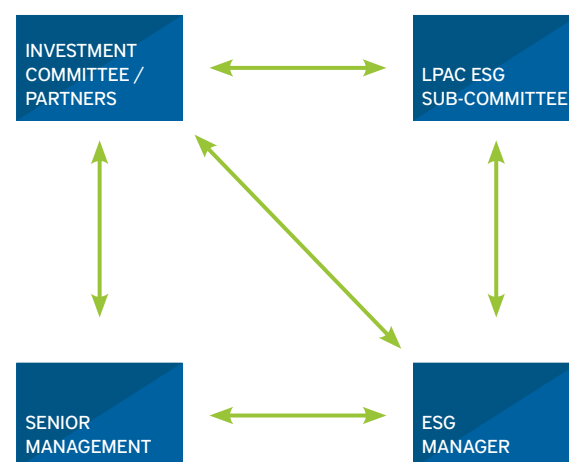 INVESTMENT
COMMITTEE /
PARTNERS
LPAC ESG
SUB-COMMITTEE
SENIOR
MANAGEMENT
ESG
MANAGER